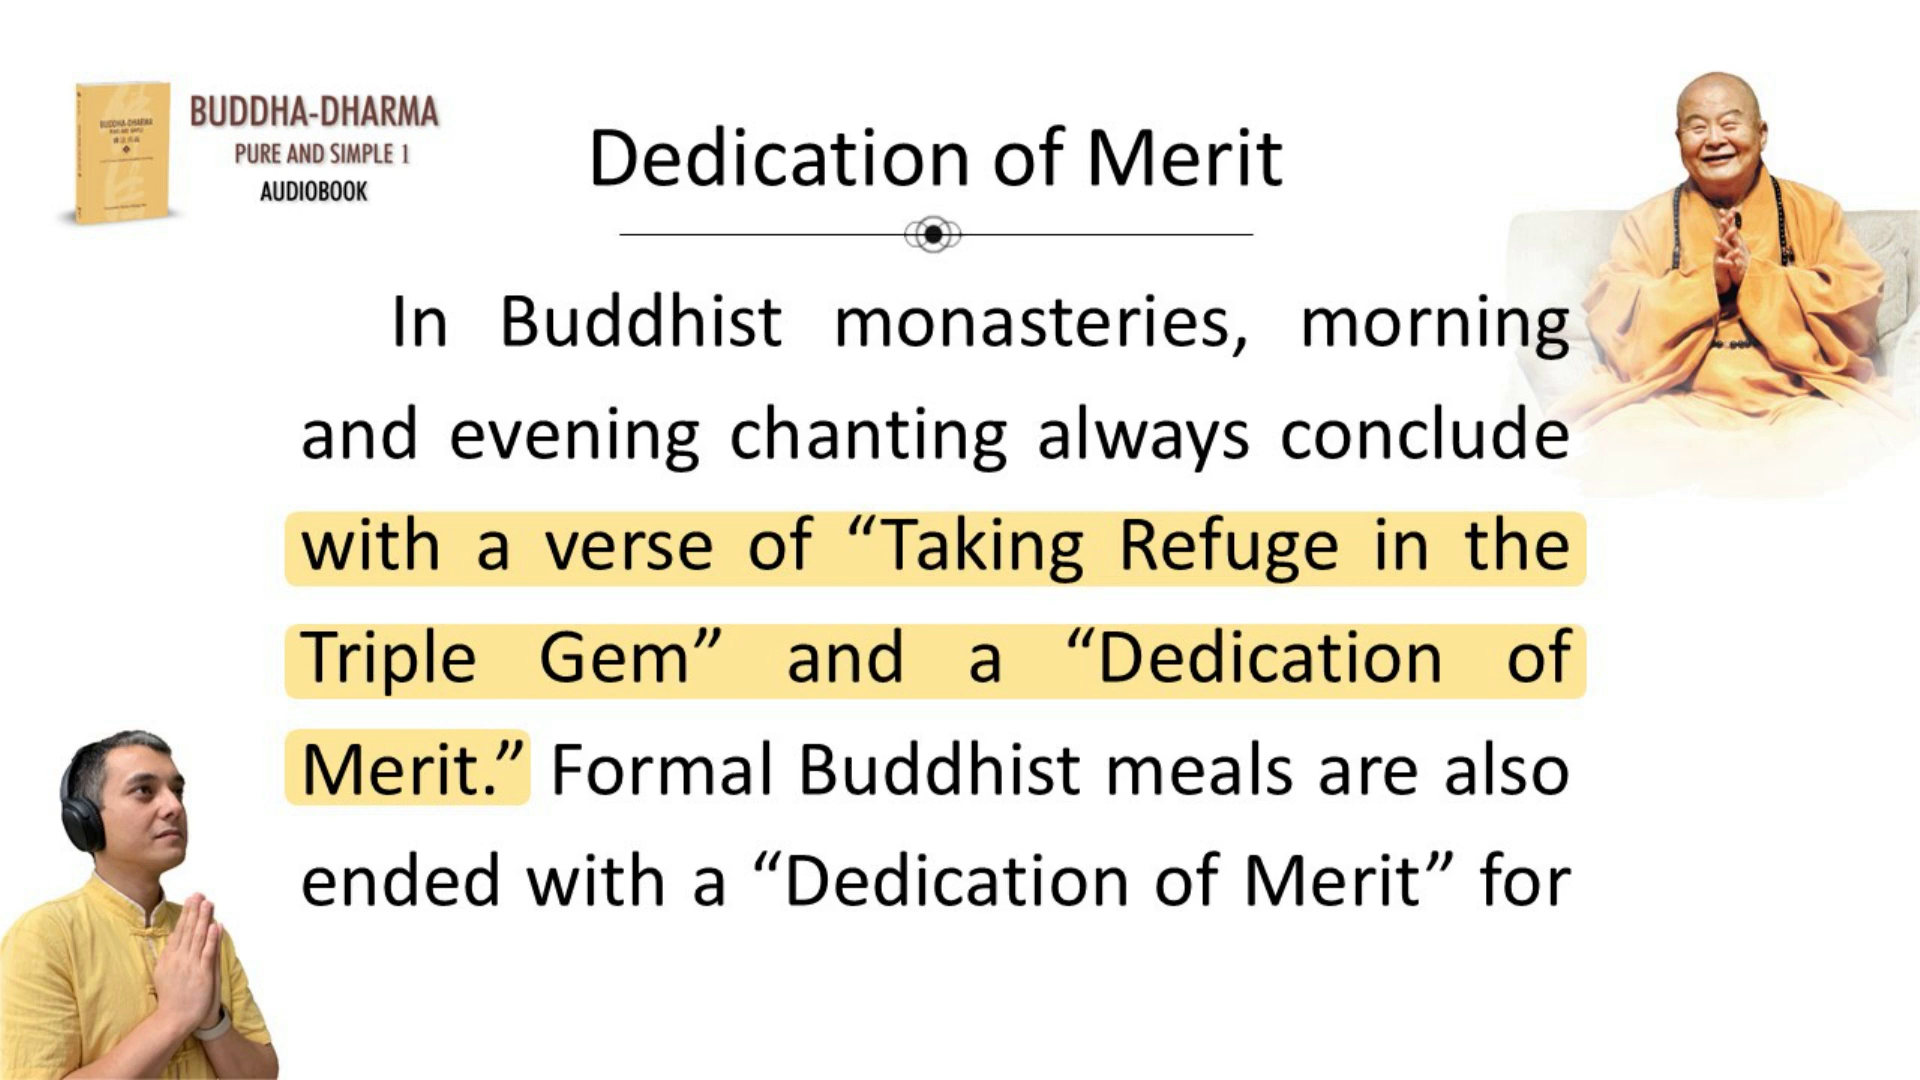 BUDDHA-DHARMA
PURE AND SIMPLE 1
AUDIOBOOK
BUDDHA-DHARMA
Dedication of Merit
In Buddhist monasteries, morning
and evening chanting always conclude
with a verse of “Taking Refuge in the
Triple Gem” and a “Dedication of
Merit.” Formal Buddhist meals are also
ended with a “Dedication of Merit” for